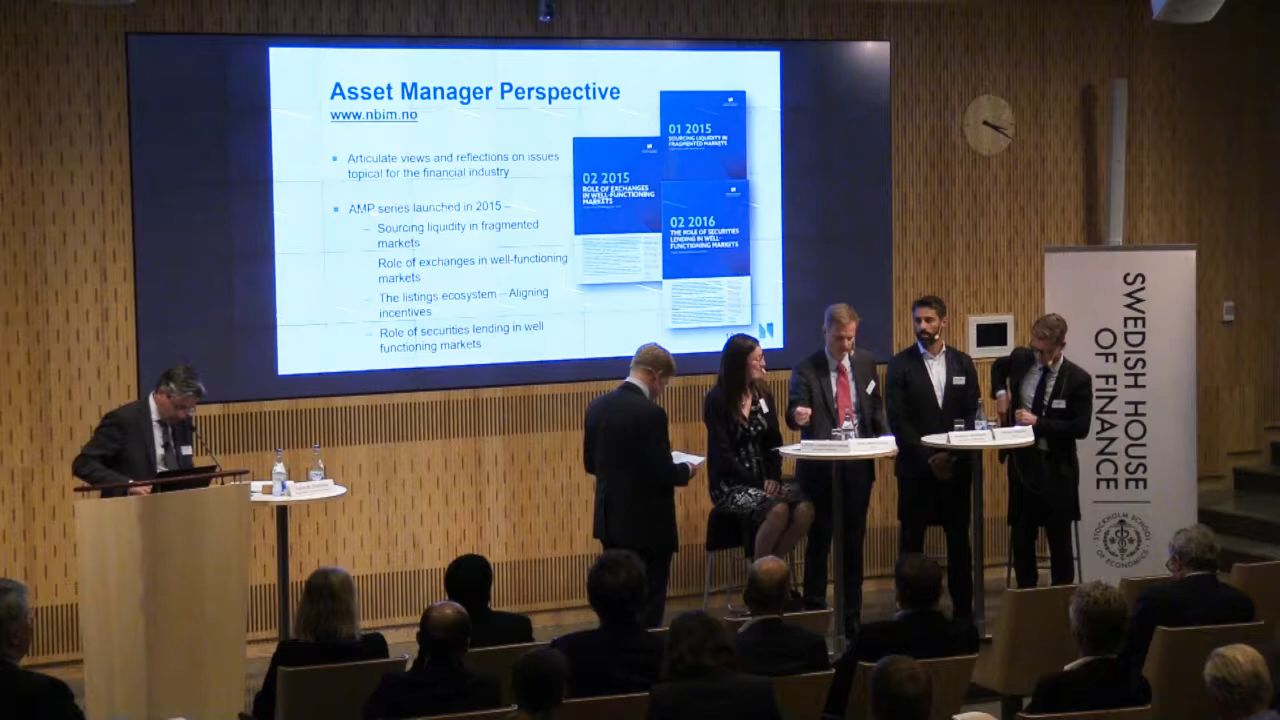 Asset Manager Perspective
www.nbim.no
Articulate views and reflections on issues
topical for the financial industry
AMP series launched in 2015 –
– Sourcing liquidity in fragmented
markets
Role of exchanges in well-functioning
markets
– The listings ecosystem – Aligning
incentives
– Role of securties lending in well
functioning markets
01 2015
SOURCING LIQUIDITY IN
FRAGMENTED MARKETS
02 2015
ROLE OF EXCHANGES
IN WELL-FUNCTIONING
MARKETS
02 2016
THE ROLE OF SECURITIES
LENDING IN WELL-
FUNCTIONING MARKETS
SWEDISH HOUSE
OF FINANCE
STOCKHOLM SCHOOL
OF ECONOMICS